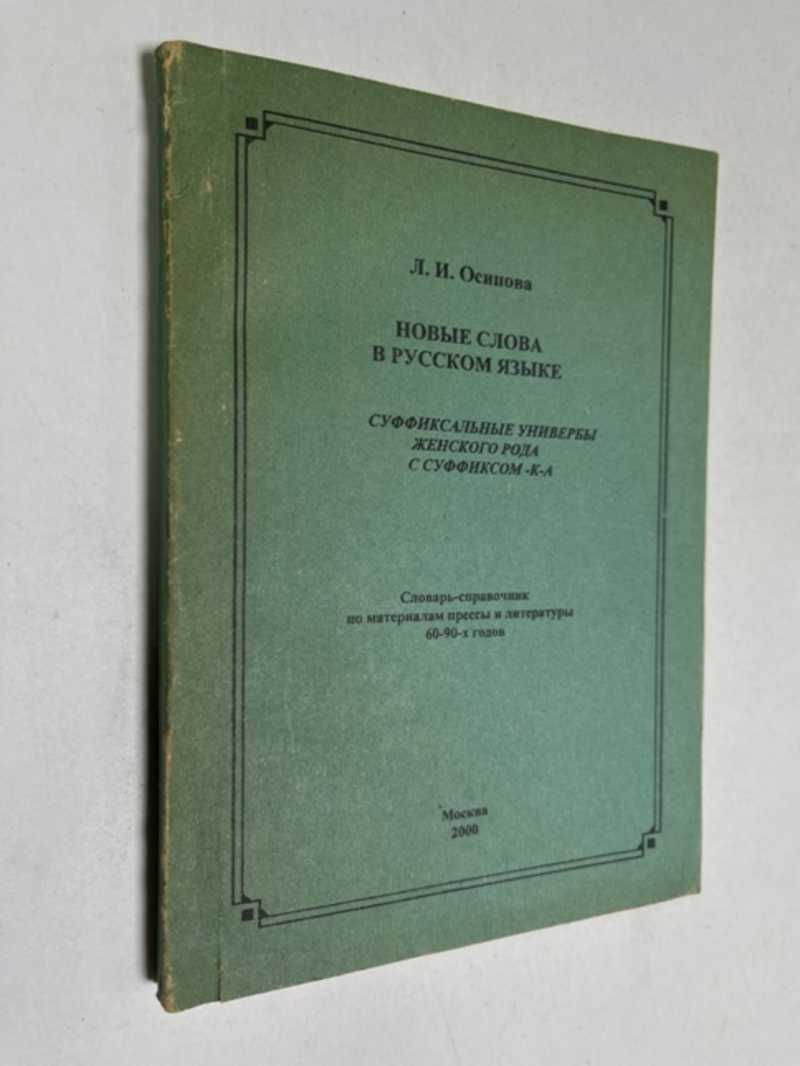 Л. И. Осипова
НОВЫЕ СЛОВА
В РУССКОМ ЯЗЫКЕ
СУФФИКСАЛЬНЫЕ УНИВЕРБЫ
ЖЕНСКОГО РОДА
С СУФФИКСОМ -К-А
Словарь-справочник
по материалам прессы и литературы
60-90-х годов
Москва
2000